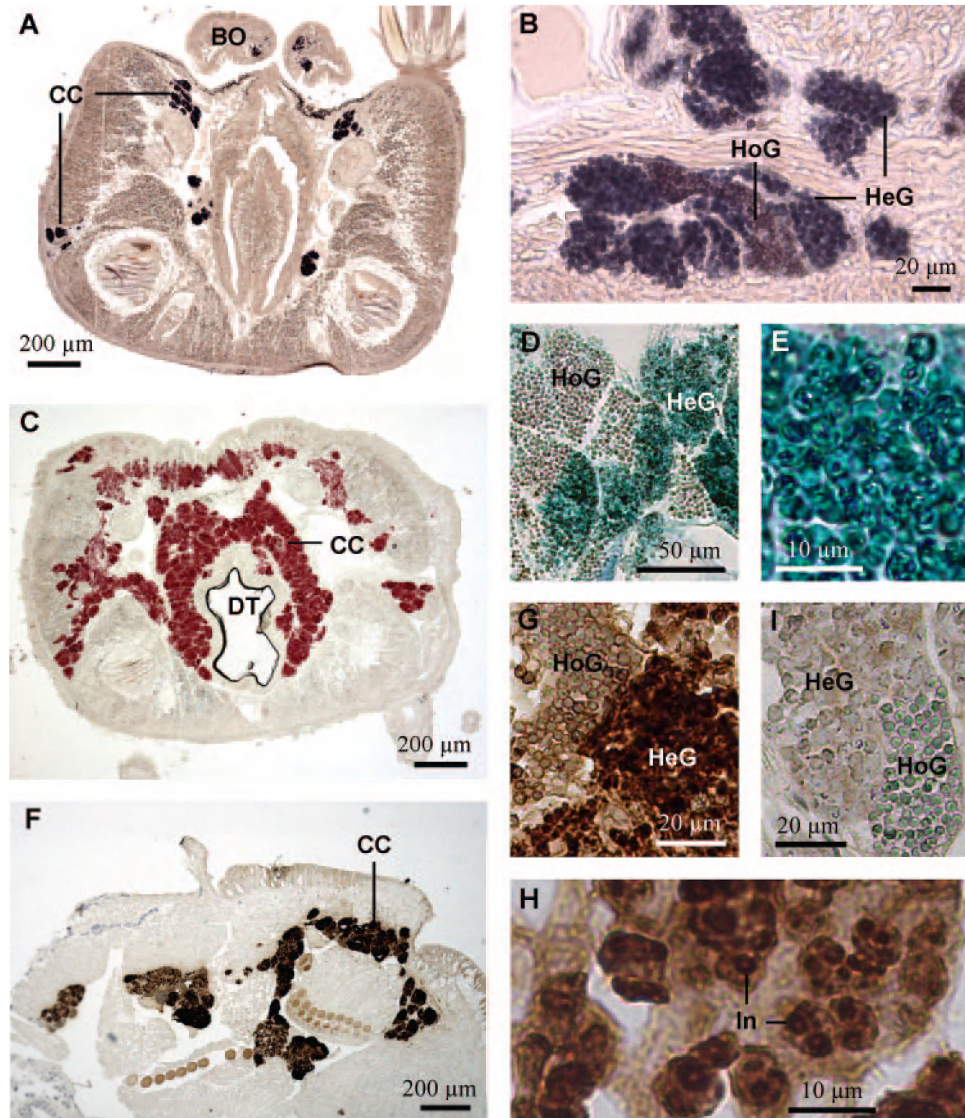 A
BO
CC
200 µm
B
HoG
HeG
20 µm
C
CC
DT
200 µm
D
HoG
HeG
50 µm
E
10 µm
F
CC
200 µm
G
HoG
HeG
20 µm
I
HeG
HoG
20 µm
H
In
10 µm